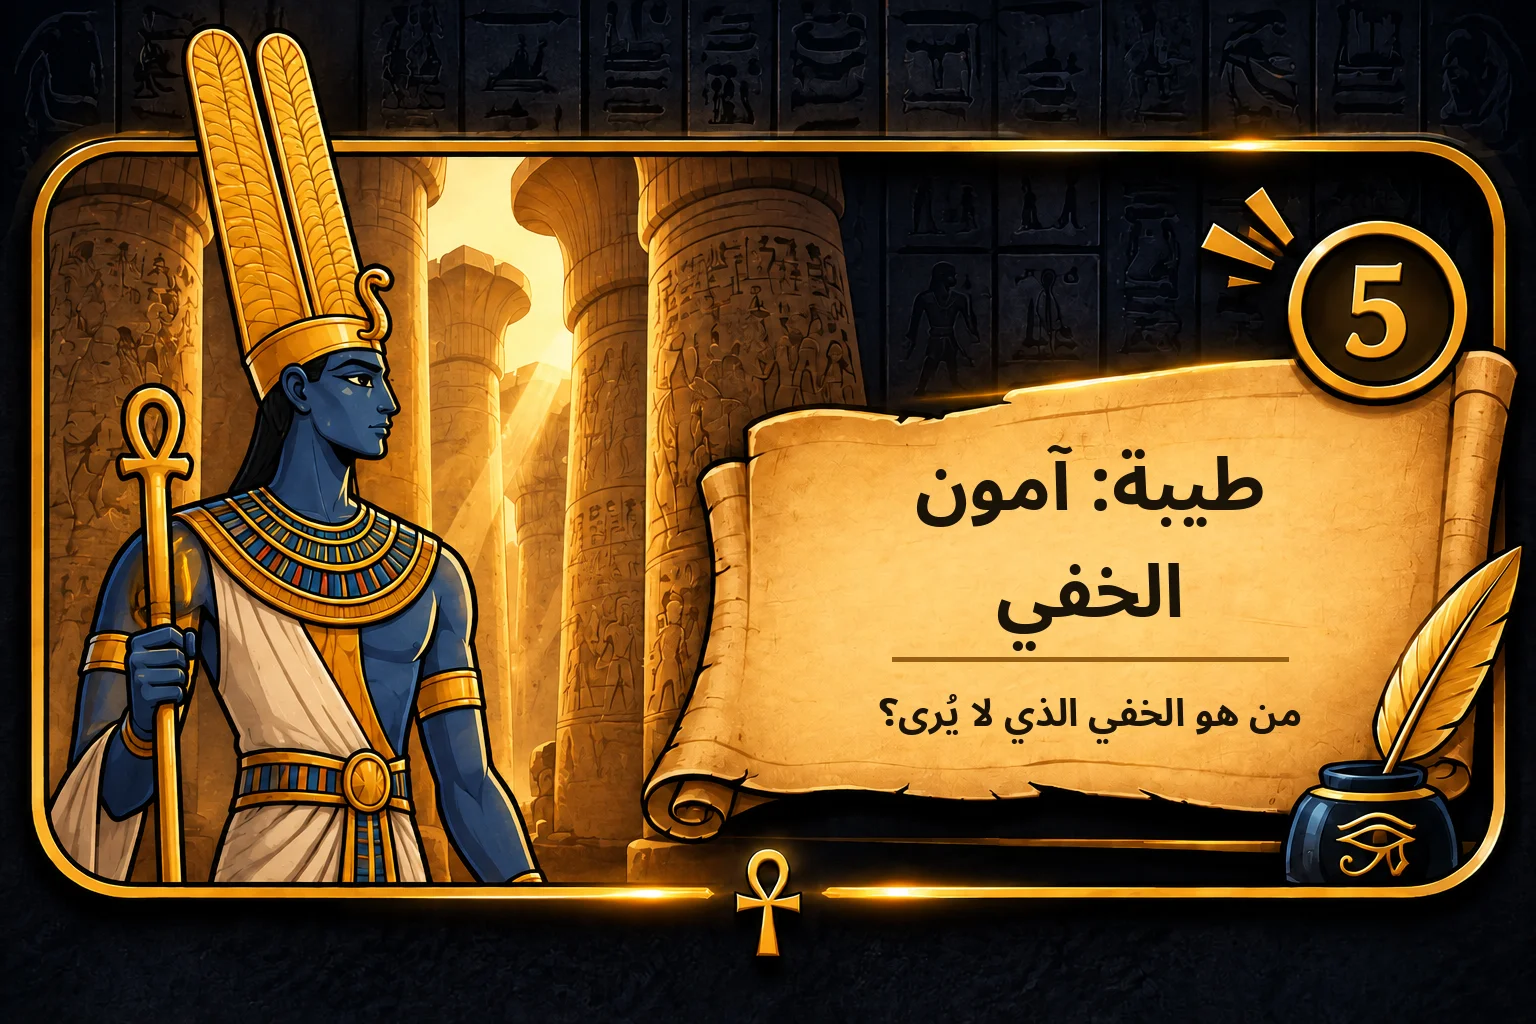 5
طيبة: آمون
الخفي
من هو الخفي الذي لا يُرى؟